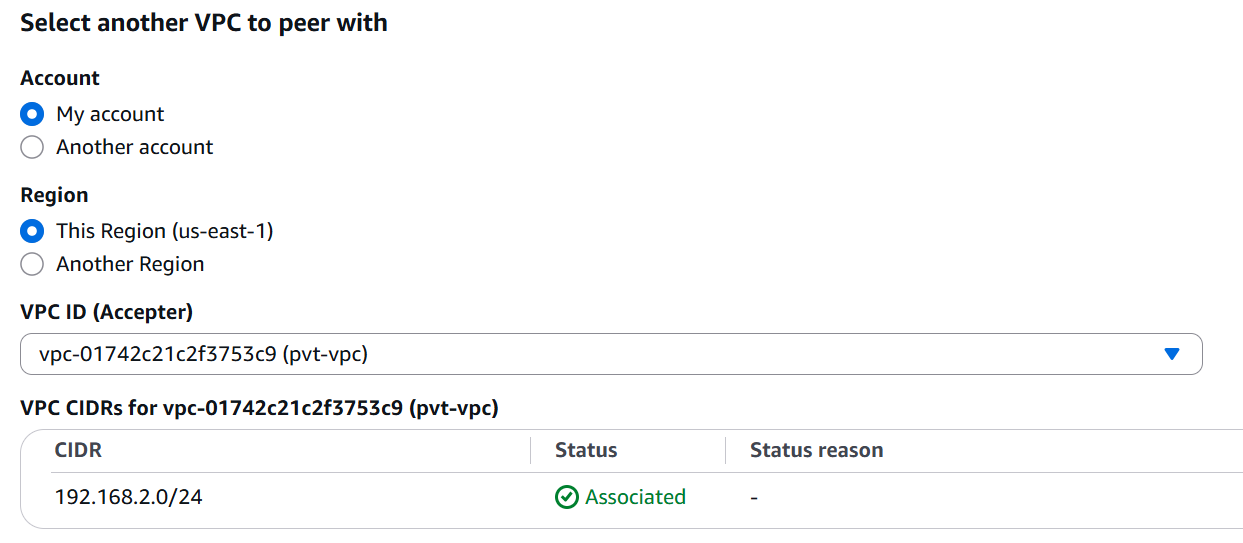 Select another VPC to peer with
Account
My account
Another account
Region
This Region (us-east-1)
Another Region
VPC ID (Accepter)
vpc-01742c21c2f3753c9 (pvt-vpc)
VPC CIDRs for vpc-01742c21c2f3753c9 (pvt-vpc)
CIDR Status Status reason
192.168.2.0/24 Associated -